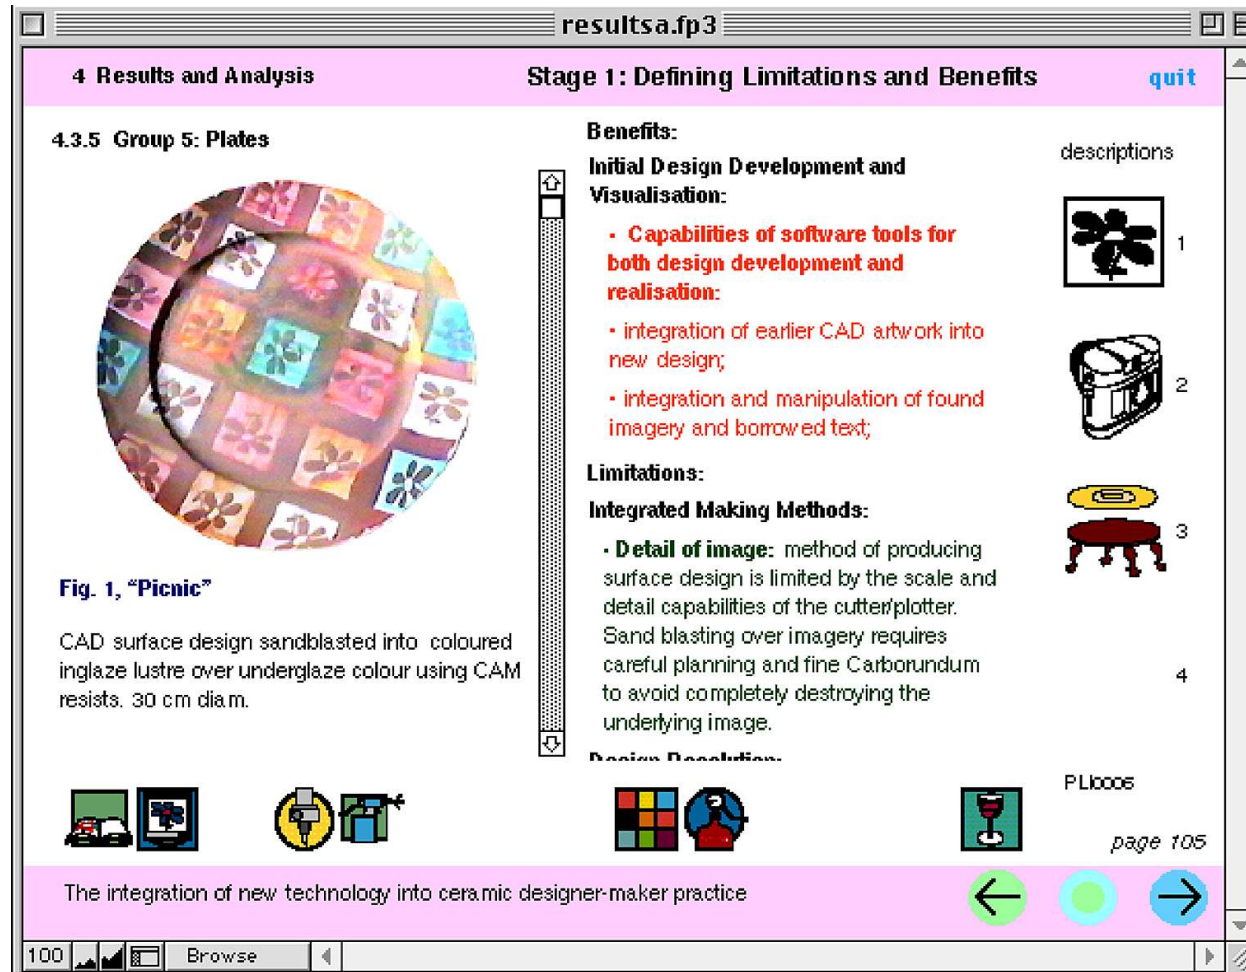 resultsa.fp3
4 Results and Analysis
Stage 1: Defining Limitations and Benefits
quit
4.3.5 Group 5: Plates
Fig. 1, “Picnic”
CAD surface design sandblasted into coloured
inglaze lustre over underglaze colour using CAM
resists. 30 cm diam.
Benefits:
Initial Design Development and
Visualisation:
• Capabilities of software tools for
both design development and
realisation:
• integration of earlier CAD artwork into
new design;
• integration and manipulation of found
imagery and borrowed text;
Limitations:
Integrated Making Methods:
• Detail of image: method of producing
surface design is limited by the scale and
detail capabilities of the cutter/plotter.
Sand blasting over imagery requires
careful planning and fine Carborundum
to avoid completely destroying the
underlying image.
Design Resolution:
descriptions
1
2
3
4
page 105
The integration of new technology into ceramic designer-maker practice
100
Browse